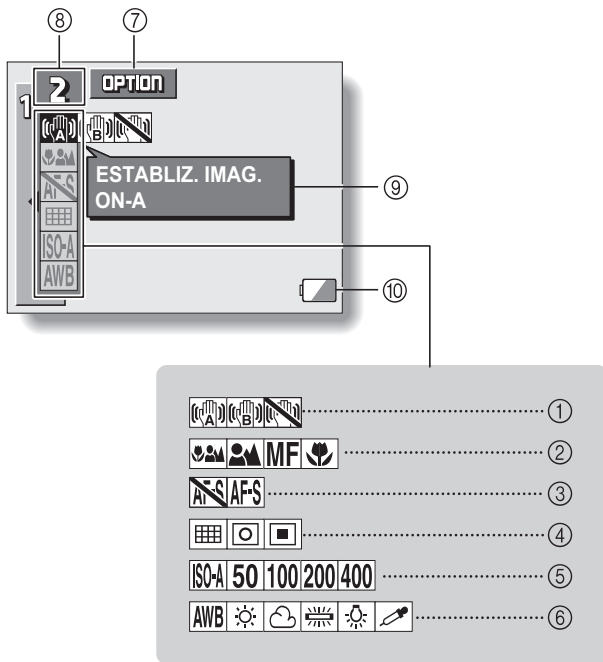 ⑧ ⑦
2 OPTION
1
A B
ESTABLIZ. IMAG.
ON-A
⑨
AF-S
ISO-A
AWB
⑩
A B ①
MF ②
AF-S AF-S ③
④
ISO-A 50 100 200 400 ⑤
AWB ⑥